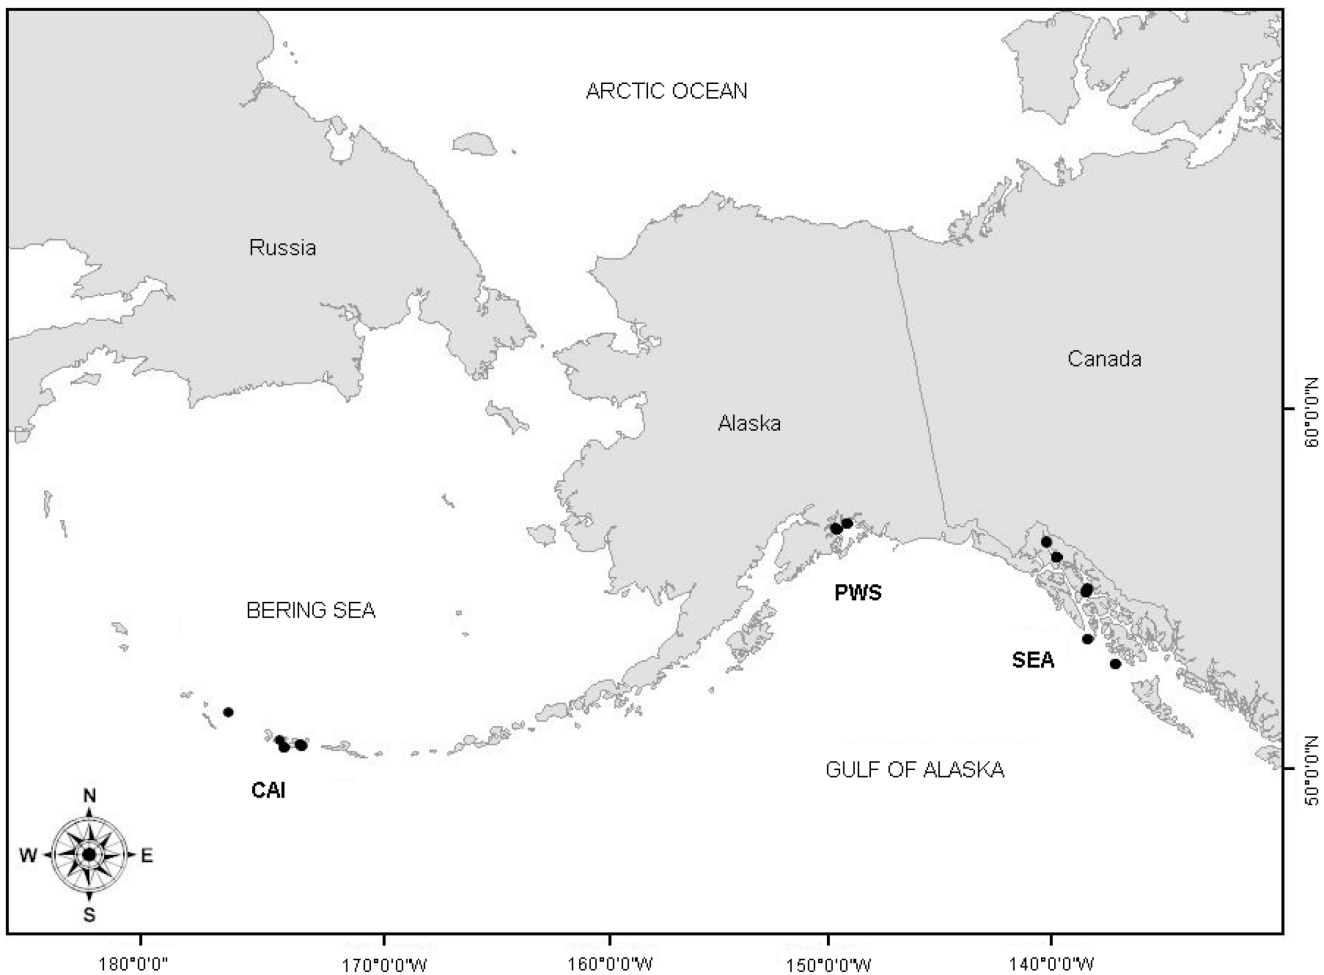 ARCTIC OCEAN
Russia
Canada
Alaska
60°0'0"N
PWS
BERING SEA
SEA
GULF OF ALASKA
50°0'0"N
CAI
N
W E
S
180°0'0" 170°0'0"W 160°0'0"W 150°0'0"W 140°0'0"W